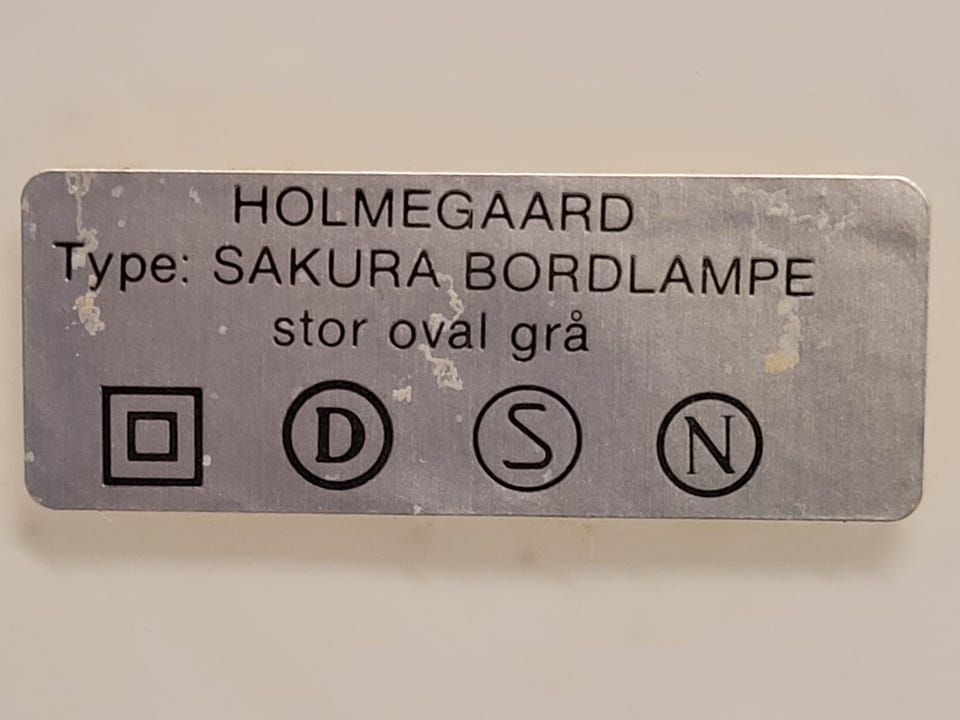 HOLMEGAARD
Type: SAKURA BORDLAMPE
stor oval grå
D S N